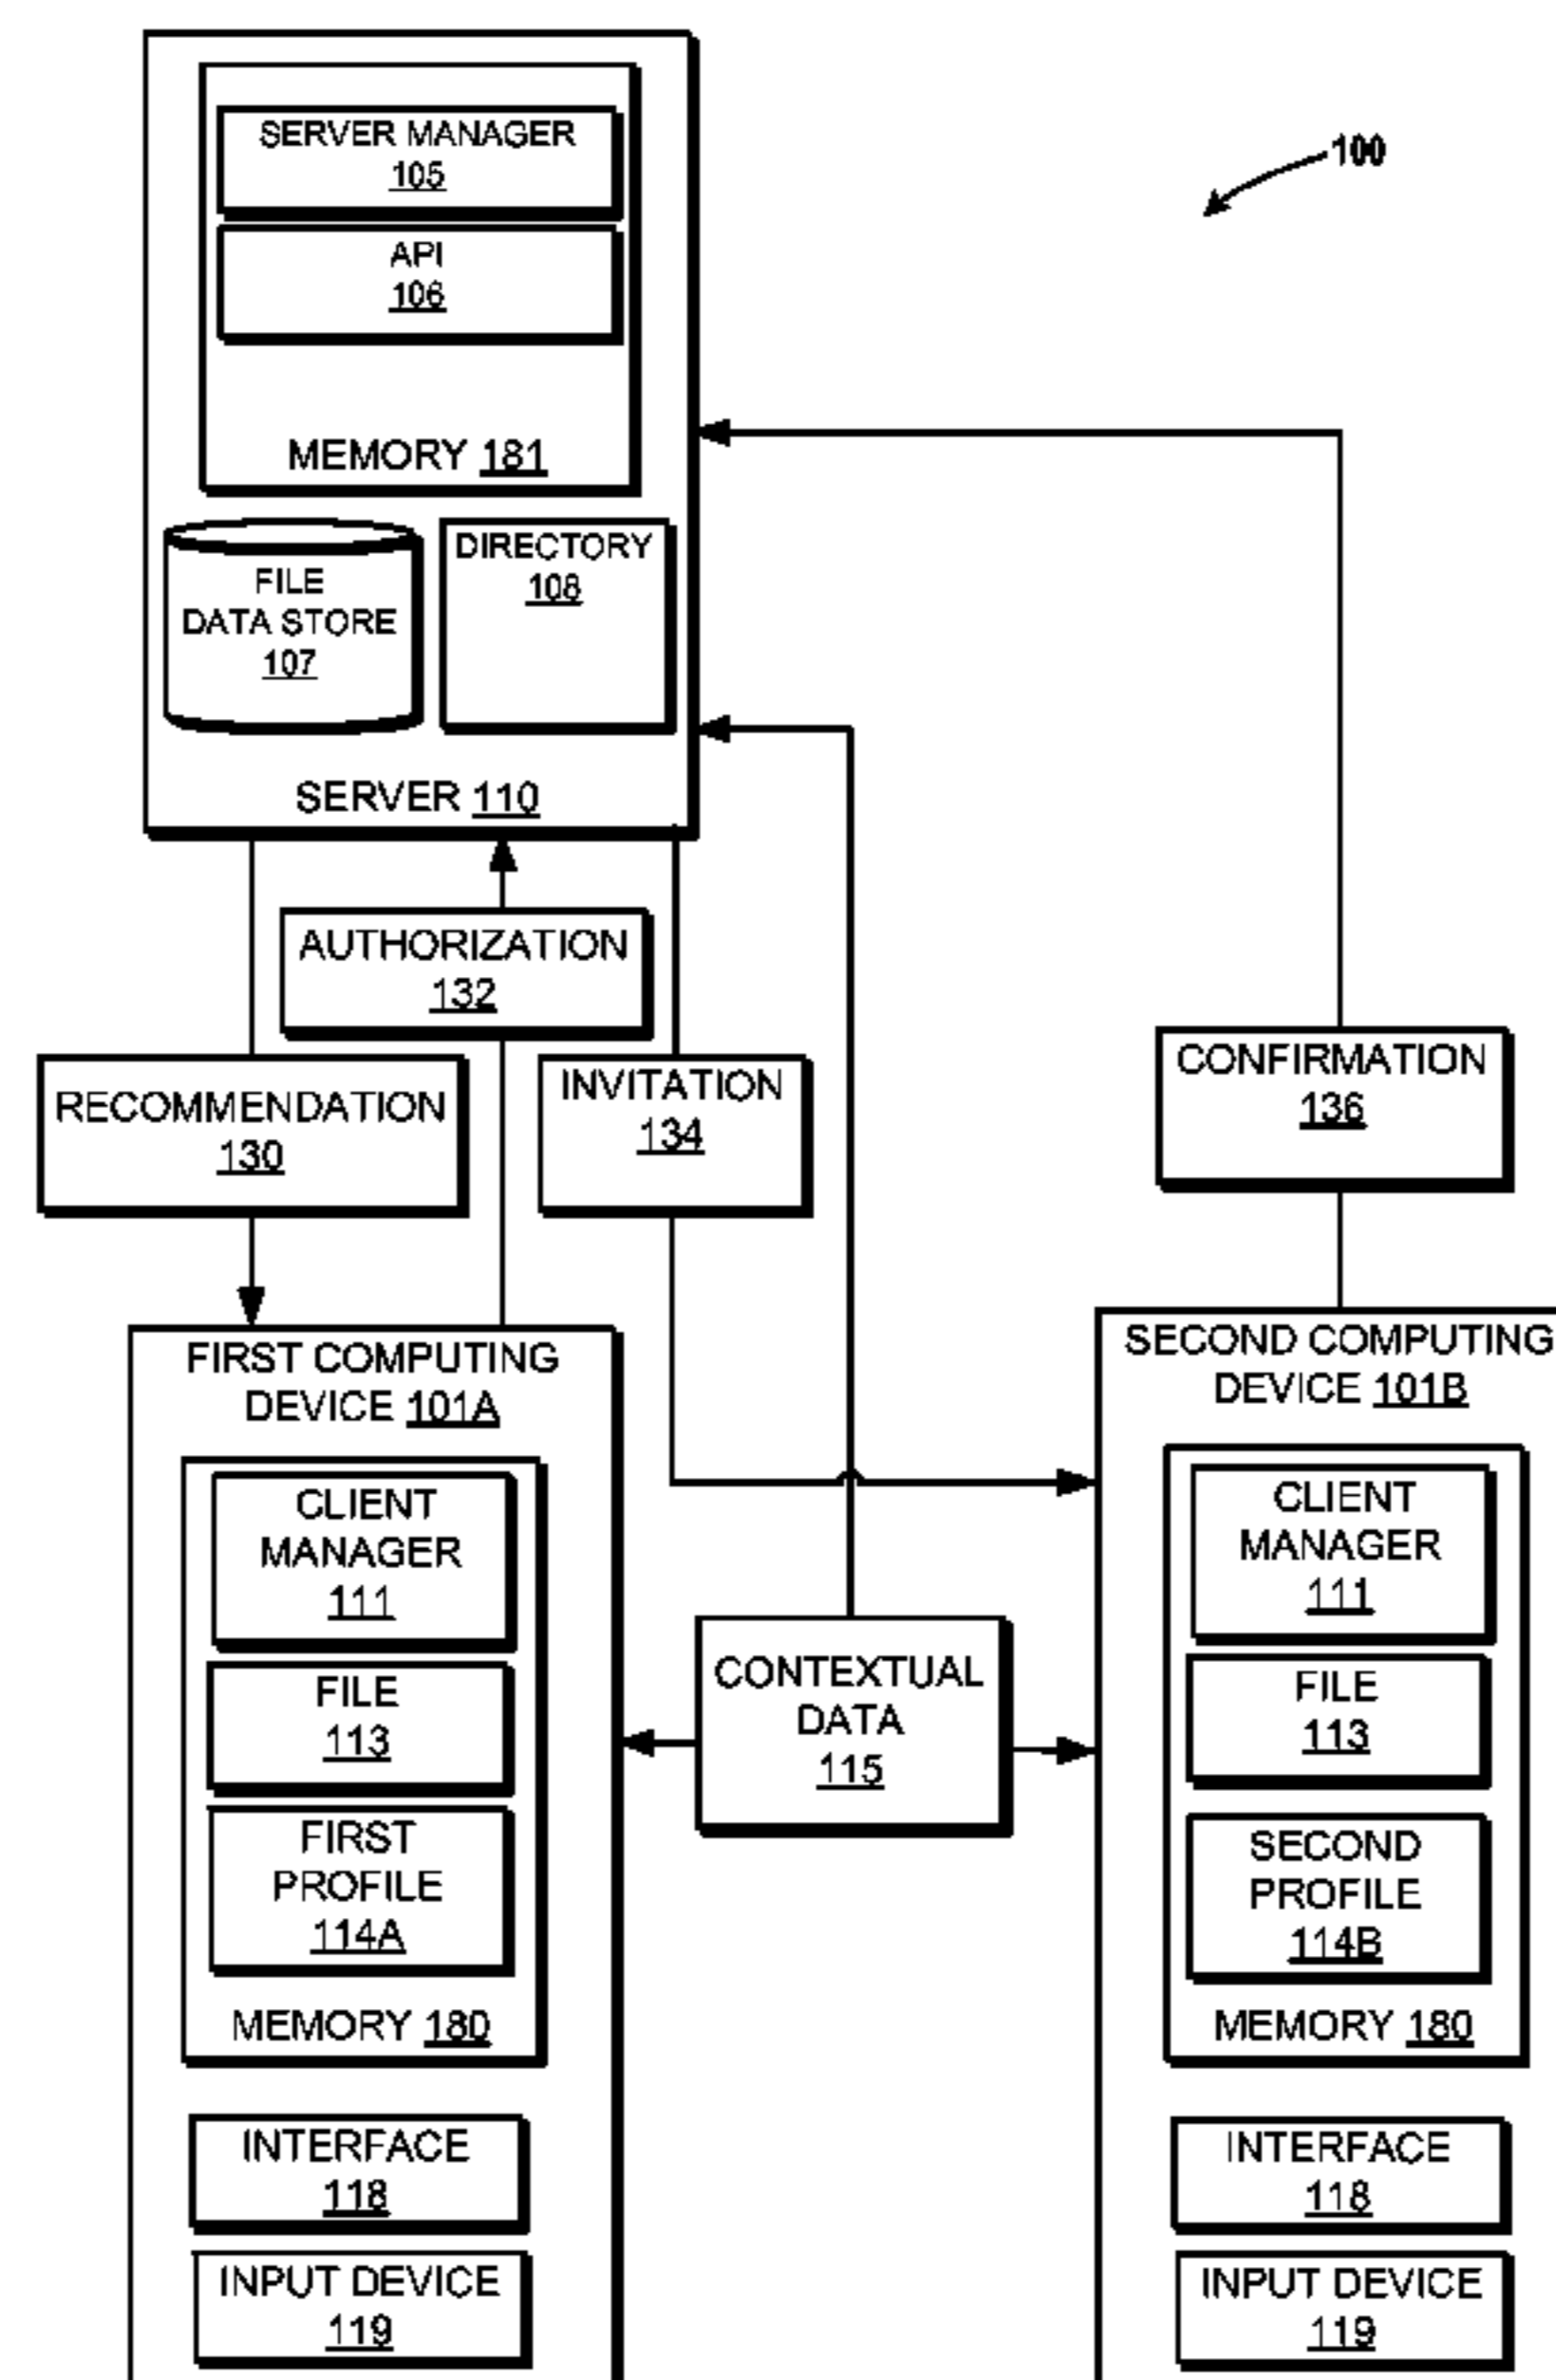 100
SERVER MANAGER
105
API
106
MEMORY 181
FILE
DATA STORE
107
DIRECTORY
108
SERVER 110
AUTHORIZATION
132
RECOMMENDATION
130
INVITATION
134
CONFIRMATION
136
FIRST COMPUTING
DEVICE 101A
CLIENT
MANAGER
111
FILE
113
FIRST
PROFILE
114A
MEMORY 180
INTERFACE
118
INPUT DEVICE
119
CONTEXTUAL
DATA
115
SECOND COMPUTING
DEVICE 101B
CLIENT
MANAGER
111
FILE
113
SECOND
PROFILE
114B
MEMORY 180
INTERFACE
118
INPUT DEVICE
119